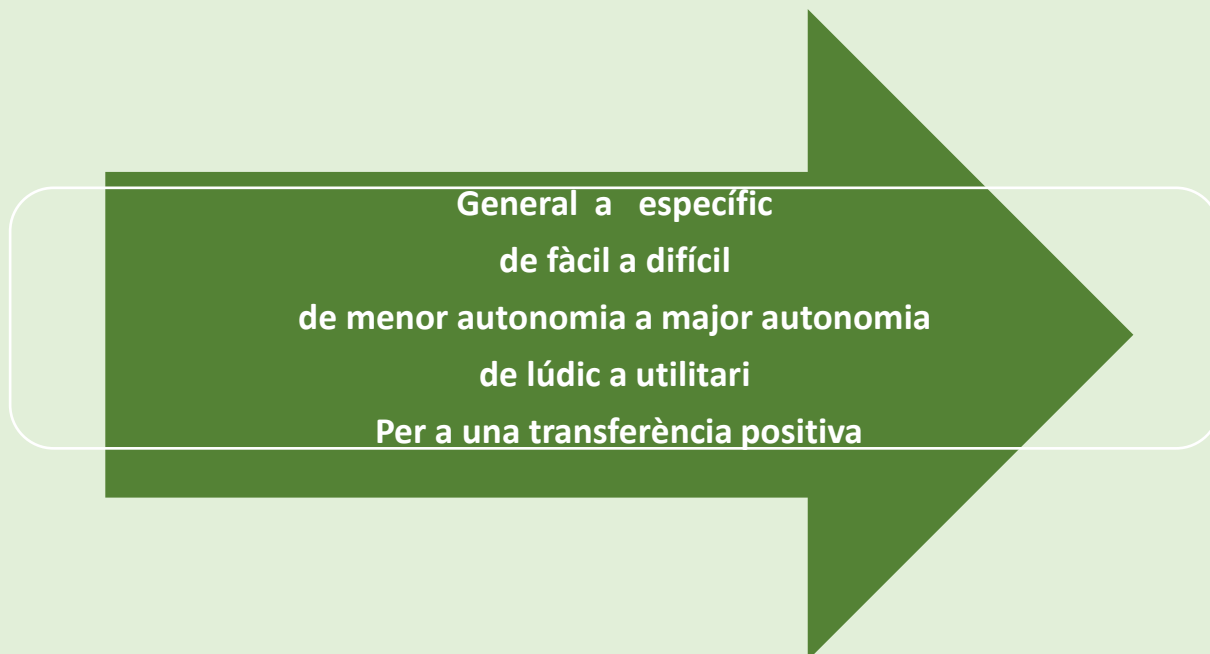 General a específic
de fàcil a difícil
de menor autonomia a major autonomia
de lúdic a utilitari
Per a una transferència positiva